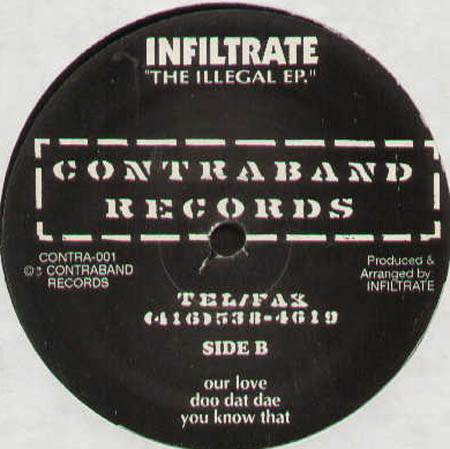 INFILTRATE
"THE ILLEGAL EP."
CONTRABAND
RECORDS
CONTRA-001
©℗ CONTRABAND
RECORDS
Produced &
Arranged by
INFILTRATE
TEL/FAX
(416)538-4619
SIDE B
our love
doo dat dae
you know that